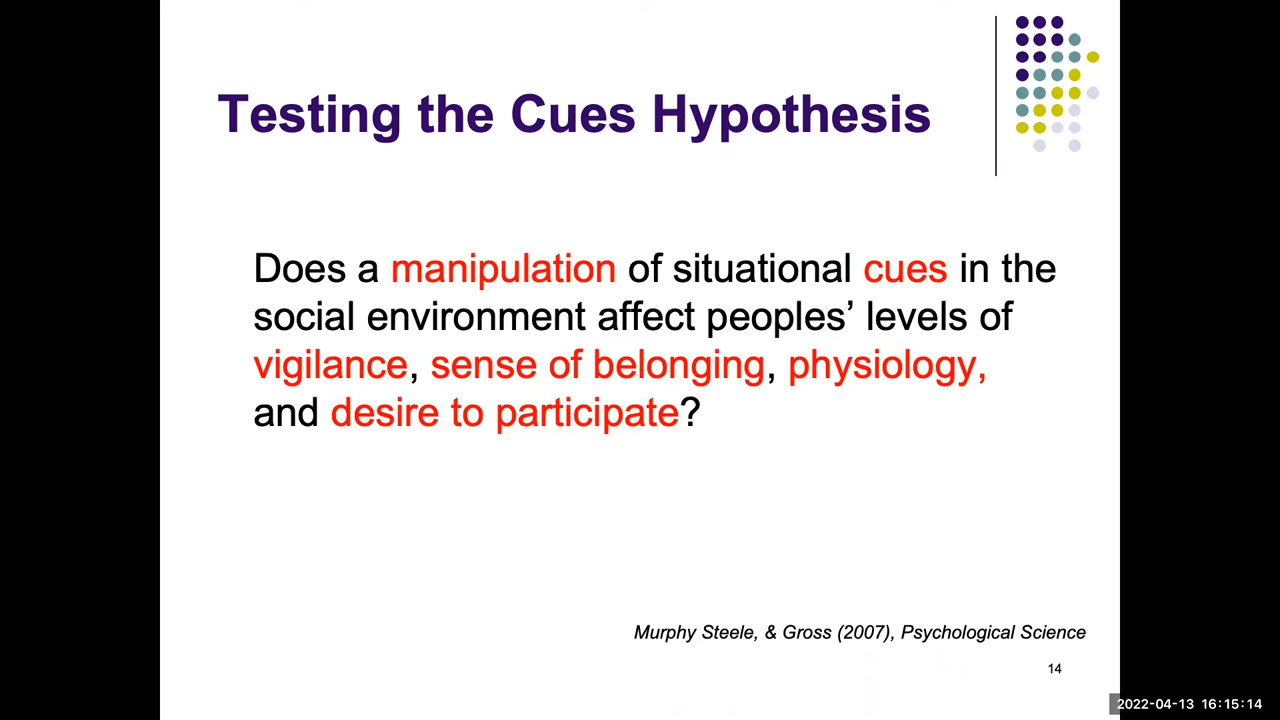 Testing the Cues Hypothesis
Does a manipulation of situational cues in the
social environment affect peoples’ levels of
vigilance, sense of belonging, physiology,
and desire to participate?
Murphy Steele, & Gross (2007), Psychological Science
14
2022-04-13 16:15:14